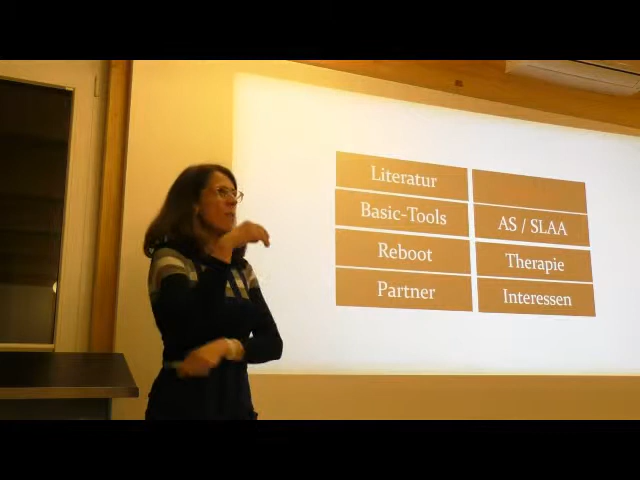 Literatur
Basic-Tools
AS / SLAA
Reboot
Therapie
Partner
Interessen